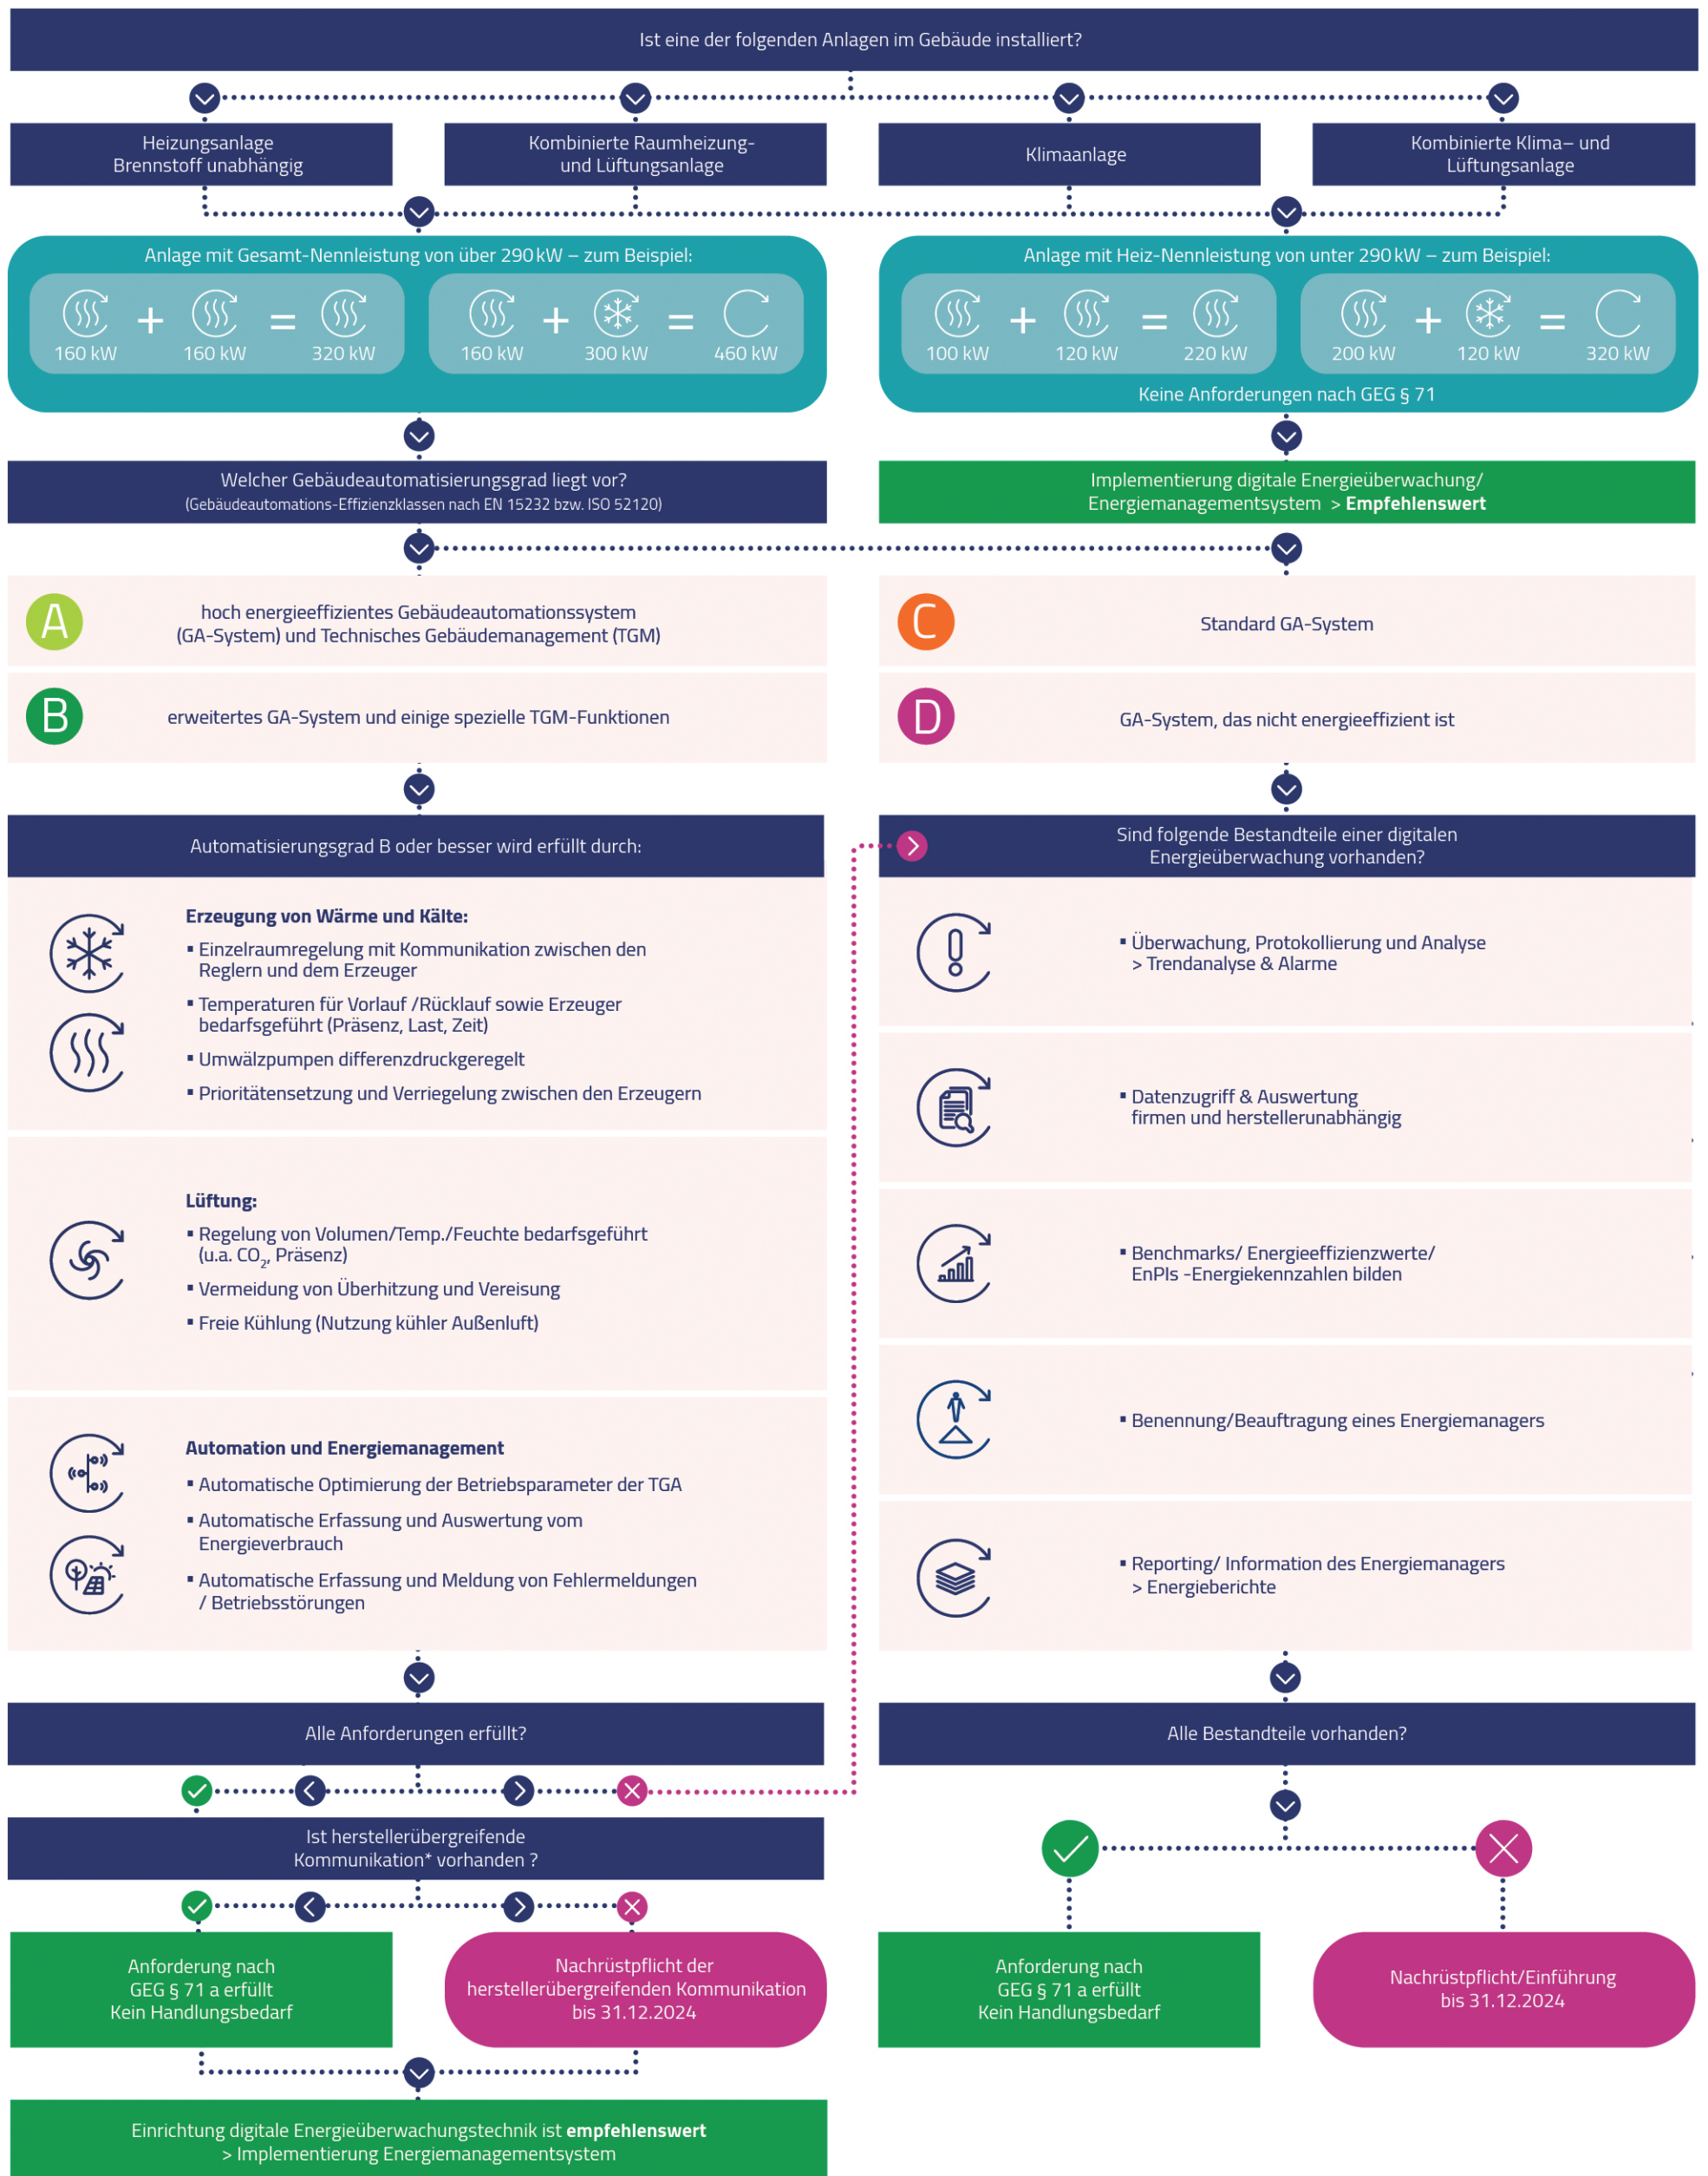 Ist eine der folgenden Anlagen im Gebäude installiert?
Heizungsanlage
Brennstoff unabhängig
Kombinierte Raumheizung-
und Lüftungsanlage
Klimaanlage
Kombinierte Klima– und
Lüftungsanlage
Anlage mit Gesamt-Nennleistung von über 290 kW – zum Beispiel:
160 kW + 160 kW = 320 kW
160 kW + 300 kW = 460 kW
Anlage mit Heiz-Nennleistung von unter 290 kW – zum Beispiel:
100 kW + 120 kW = 220 kW
200 kW + 120 kW = 320 kW
Keine Anforderungen nach GEG § 71
Welcher Gebäudeautomatisierungsgrad liegt vor?
(Gebäudeautomations-Effizienzklassen nach EN 15232 bzw. ISO 52120)
Implementierung digitale Energieüberwachung/
Energiemanagementsystem > Empfehlenswert
A
hoch energieeffizientes Gebäudeautomationssystem
(GA-System) und Technisches Gebäudemanagement (TGM)
B
erweitertes GA-System und einige spezielle TGM-Funktionen
C
Standard GA-System
D
GA-System, das nicht energieeffizient ist
Automatisierungsgrad B oder besser wird erfüllt durch:
Erzeugung von Wärme und Kälte:
▪ Einzelraumregelung mit Kommunikation zwischen den
Reglern und dem Erzeuger
▪ Temperaturen für Vorlauf /Rücklauf sowie Erzeuger
bedarfsgeführt (Präsenz, Last, Zeit)
▪ Umwälzpumpen differenzdruckgeregelt
▪ Prioritätensetzung und Verriegelung zwischen den Erzeugern
Lüftung:
▪ Regelung von Volumen/Temp./Feuchte bedarfsgeführt
(u.a. CO₂, Präsenz)
▪ Vermeidung von Überhitzung und Vereisung
▪ Freie Kühlung (Nutzung kühler Außenluft)
Automation und Energiemanagement
▪ Automatische Optimierung der Betriebsparameter der TGA
▪ Automatische Erfassung und Auswertung vom
Energieverbrauch
▪ Automatische Erfassung und Meldung von Fehlermeldungen
/ Betriebsstörungen
Sind folgende Bestandteile einer digitalen
Energieüberwachung vorhanden?
▪ Überwachung, Protokollierung und Analyse
> Trendanalyse & Alarme
▪ Datenzugriff & Auswertung
firmen und herstellerunabhängig
▪ Benchmarks/ Energieeffizienzwerte/
EnPIs -Energiekennzahlen bilden
▪ Benennung/Beauftragung eines Energiemanagers
▪ Reporting/ Information des Energiemanagers
> Energieberichte
Alle Anforderungen erfüllt?
Ist herstellerübergreifende
Kommunikation* vorhanden ?
Anforderung nach
GEG § 71 a erfüllt
Kein Handlungsbedarf
Nachrüstpflicht der
herstellerübergreifenden Kommunikation
bis 31.12.2024
Einrichtung digitale Energieüberwachungstechnik ist empfehlenswert
> Implementierung Energiemanagementsystem
Alle Bestandteile vorhanden?
Anforderung nach
GEG § 71 a erfüllt
Kein Handlungsbedarf
Nachrüstpflicht/Einführung
bis 31.12.2024